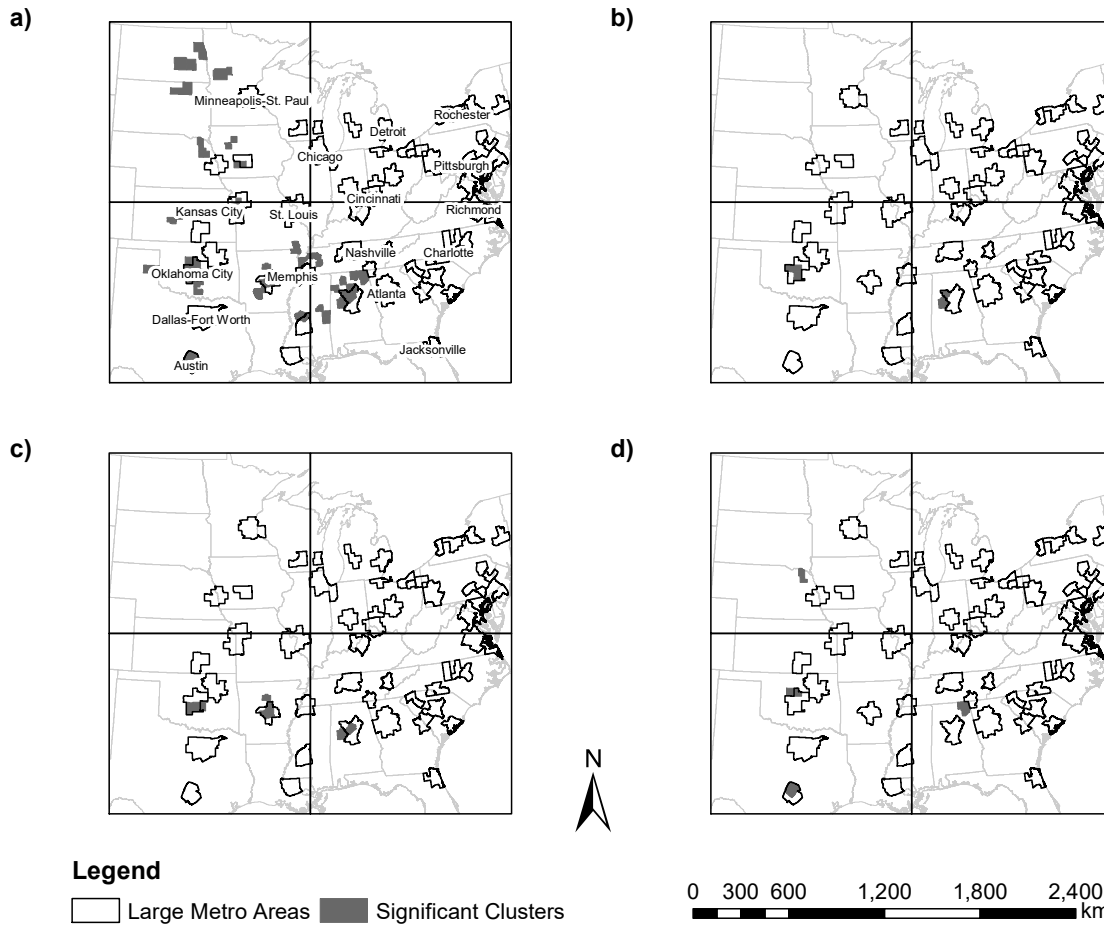 a)
b)
Minneapolis-St. Paul
Rochester
Detroit
Chicago
Pittsburgh
Cincinnati
Kansas City
St. Louis
Richmond
Nashville
Charlotte
Oklahoma City
Memphis
Atlanta
Dallas-Fort Worth
Jacksonville
Austin
c)
d)
N
Legend
Large Metro Areas
Significant Clusters
0 300 600 1,200 1,800 2,400
km